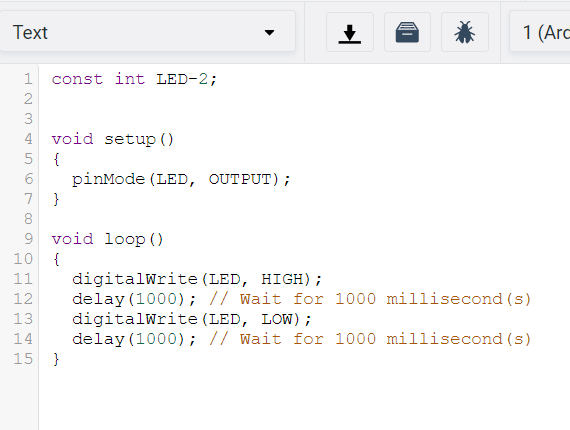 Text
1 (Ard
1 const int LED-2;
2
3
4 void setup()
5 {
6   pinMode(LED, OUTPUT);
7 }
8
9 void loop()
10 {
11   digitalWrite(LED, HIGH);
12   delay(1000); // Wait for 1000 millisecond(s)
13   digitalWrite(LED, LOW);
14   delay(1000); // Wait for 1000 millisecond(s)
15 }